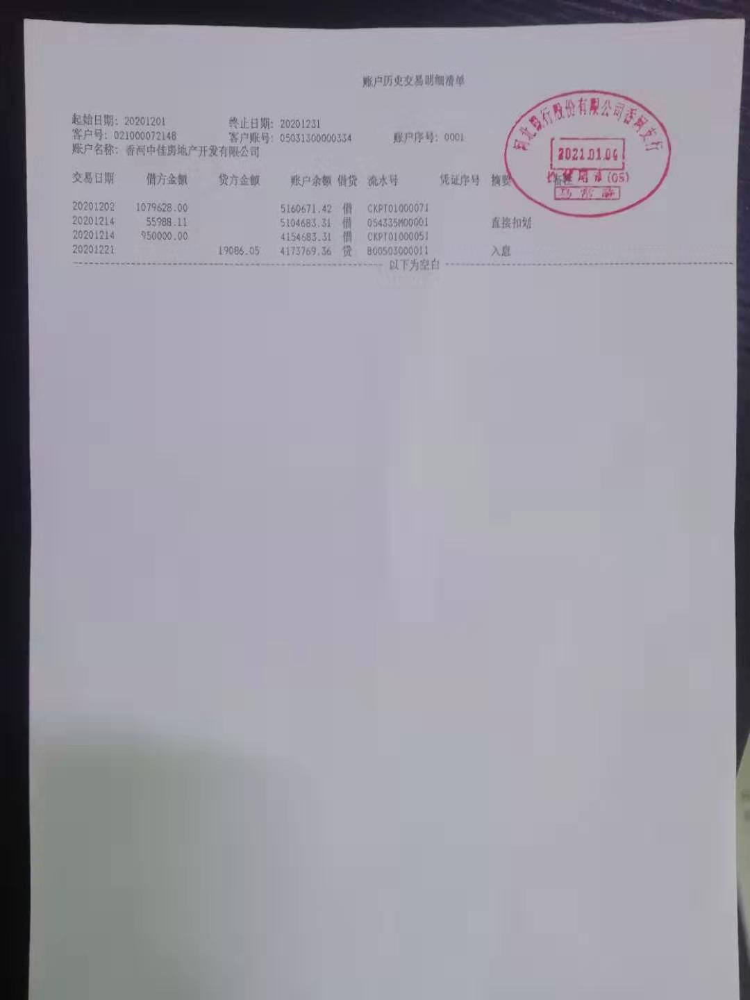 账户历史交易明细清单
起始日期: 20201201 终止日期: 20201231
客户号: 021000072148 客户账号: 05031300000334 账户序号: 0001
账户名称: 香河中佳房地产开发有限公司
交易日期 借方金额 贷方金额 账户余额 借贷 流水号 凭证序号 摘要
20201202 1079628.00 5160671.42 借 CKPT01000071
20201214 55988.11 5104683.31 借 054335M00001 直接扣划
20201214 950000.00 4154683.31 借 CKPT01000051
20201221 19086.05 4173769.36 贷 B00503000011 入息
以下为空白
河北银行股份有限公司香河支行
2021.01.04
(05)